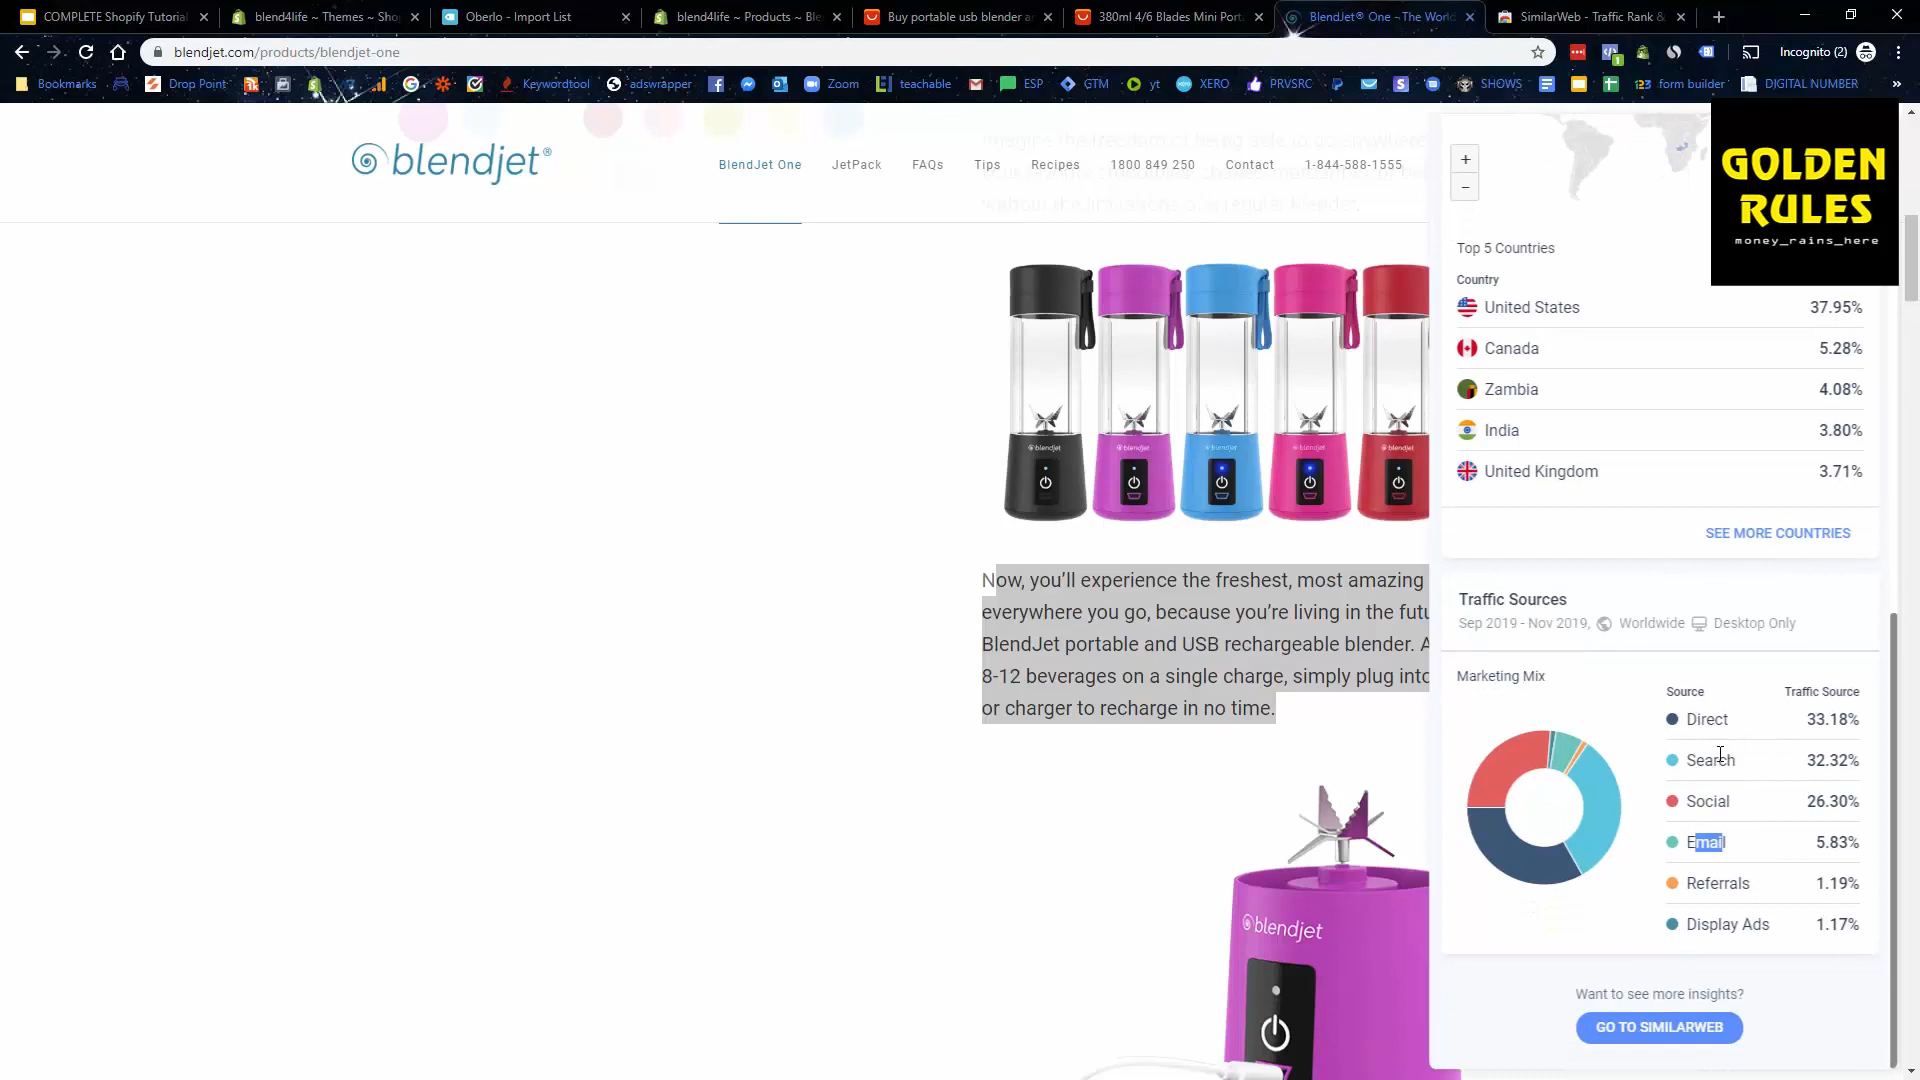 COMPLETE Shopify Tutorial
blend4life ~ Themes ~ Sho
Oberlo - Import List
blend4life ~ Products ~ Ble
Buy portable usb blender a
380ml 4/6 Blades Mini Port
BlendJet® One - The World
SimilarWeb - Traffic Rank &
blendjet.com/products/blendjet-one
Incognito (2)
Bookmarks
Drop Point
Keywordtool
adswrapper
Zoom
teachable
ESP
GTM
yt
XERO
PRVSRC
SHOWS
form builder
DIGITAL NUMBER
blendjet®
BlendJet One
JetPack
FAQs
Tips
Recipes
1800 849 250
Contact
1-844-588-1555
GOLDEN
RULES
money_rains_here
Top 5 Countries
Country
United States 37.95%
Canada 5.28%
Zambia 4.08%
India 3.80%
United Kingdom 3.71%
SEE MORE COUNTRIES
Now, you’ll experience the freshest, most amazing
everywhere you go, because you’re living in the futu
BlendJet portable and USB rechargeable blender. A
8-12 beverages on a single charge, simply plug into
or charger to recharge in no time.
Traffic Sources
Sep 2019 - Nov 2019, Worldwide Desktop Only
Marketing Mix
Source Traffic Source
Direct 33.18%
Search 32.32%
Social 26.30%
Email 5.83%
Referrals 1.19%
Display Ads 1.17%
Want to see more insights?
GO TO SIMILARWEB
blendjet